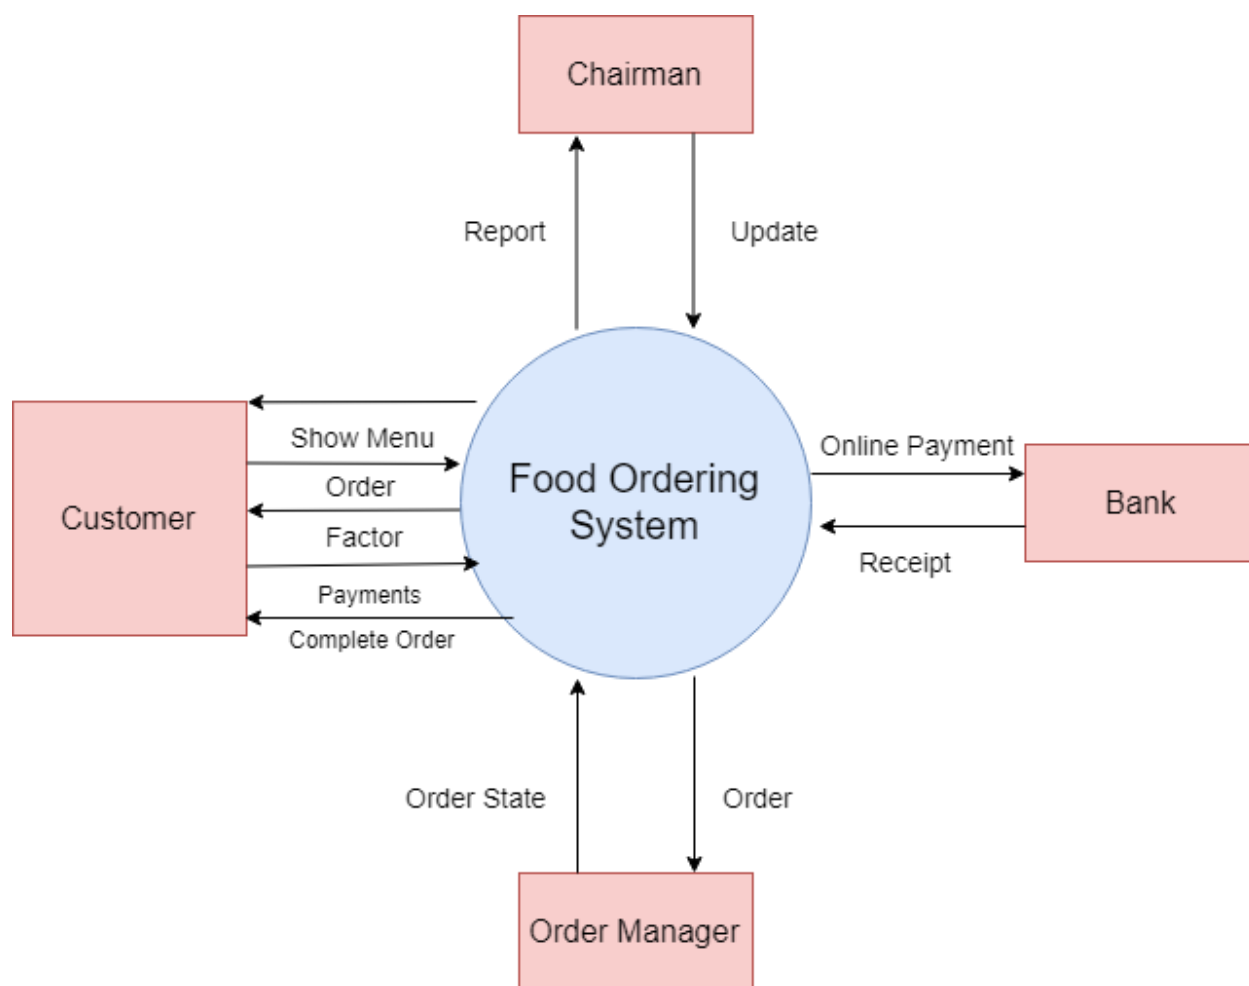 Chairman
Report
Update
Show Menu
Order
Factor
Payments
Complete Order
Customer
Food Ordering
System
Online Payment
Receipt
Bank
Order State
Order
Order Manager